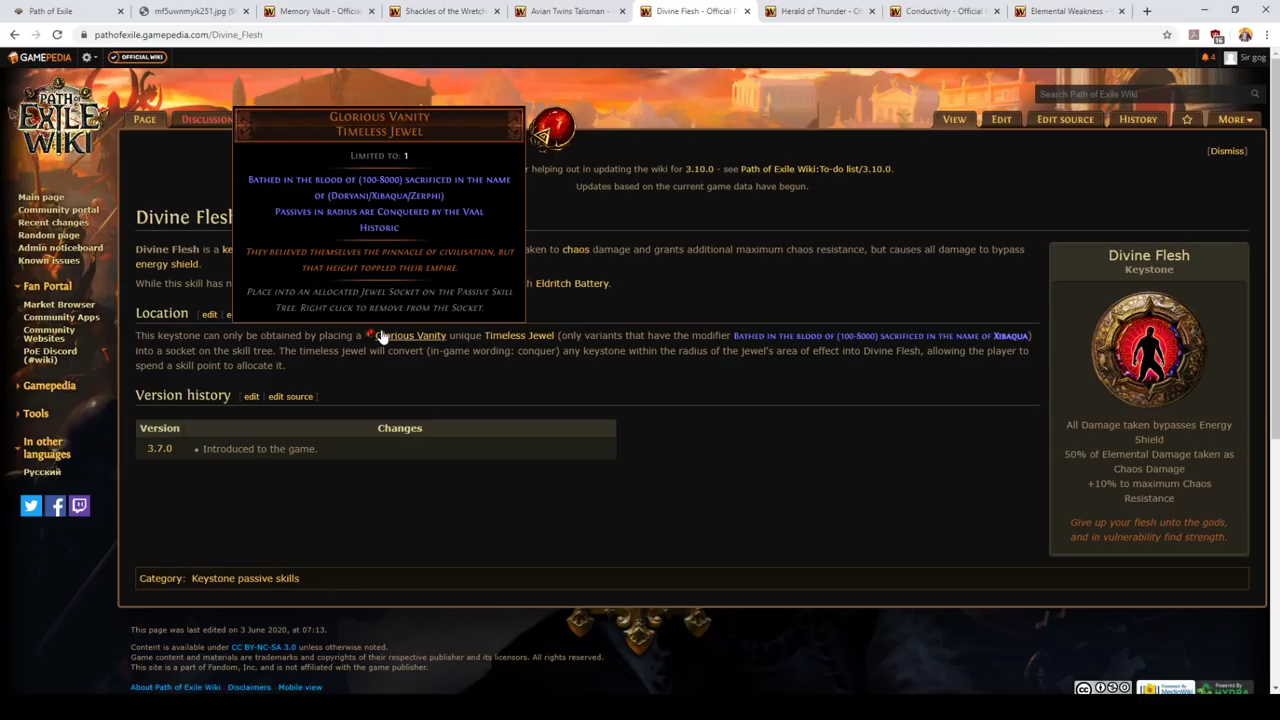 Path of Exile
mf5uwnmyik251.jpg (9
Memory Vault - Officia
Shackles of the Wretch
Avian Twins Talisman -
Divine Flesh - Official P
Herald of Thunder - Of
Conductivity - Official
Elemental Weakness -
pathofexile.gamepedia.com/Divine_Flesh
16
GAMEPEDIA
OFFICIAL WIKI
4
Sir gog
PATH OF EXILE WIKI
Search Path of Exile Wiki
PAGE
DISCUSSION
VIEW
EDIT
EDIT SOURCE
HISTORY
MORE
[Dismiss]
GLORIOUS VANITY
TIMELESS JEWEL
LIMITED TO: 1
BATHED IN THE BLOOD OF (100-8000) SACRIFICED IN THE NAME
OF (DORYANI/XIBAQUA/ZERPHI)
PASSIVES IN RADIUS ARE CONQUERED BY THE VAAL
HISTORIC
THEY BELIEVED THEMSELVES THE PINNACLE OF CIVILISATION, BUT
THAT HEIGHT TOPPLED THEIR EMPIRE.
PLACE INTO AN ALLOCATED JEWEL SOCKET ON THE PASSIVE SKILL
TREE. RIGHT CLICK TO REMOVE FROM THE SOCKET.
r helping out in updating the wiki for 3.10.0 - see Path of Exile Wiki:To-do list/3.10.0.
Updates based on the current game data have begun.
Main page
Community portal
Recent changes
Random page
Admin noticeboard
Known issues
Fan Portal
Market Browser
Community
Websites
PoE Discord
(#wiki)
Gamepedia
Tools
In other
languages
Русский
Divine Flesh
Divine Flesh is a ke
aken to chaos damage and grants additional maximum chaos resistance, but causes all damage to bypass
energy shield.
While this skill has n
h Eldritch Battery.
Location [ edit | e
This keystone can only be obtained by placing a Glorious Vanity unique Timeless Jewel (only variants that have the modifier BATHED IN THE BLOOD OF (100-8000) SACRIFICED IN THE NAME OF XIBAQUA)
into a socket on the skill tree. The timeless jewel will convert (in-game wording: conquer) any keystone within the radius of the jewel's area of effect into Divine Flesh, allowing the player to
spend a skill point to allocate it.
Version history [ edit | edit source ]
Version Changes
3.7.0 • Introduced to the game.
Divine Flesh
Keystone
All Damage taken bypasses Energy
Shield
50% of Elemental Damage taken as
Chaos Damage
+10% to maximum Chaos
Resistance
Give up your flesh unto the gods,
and in vulnerability find strength.
Category: Keystone passive skills
This page was last edited on 3 June 2020, at 07:13.
Content is available under CC BY-NC-SA 3.0 unless otherwise noted.
Game content and materials are trademarks and copyrights of their respective publisher and its licensors. All rights reserved.
This site is a part of Fandom, Inc. and is not affiliated with the game publisher.
About Path of Exile Wiki Disclaimers Mobile view
Powered By
MediaWiki
POWERED BY
HYDRA